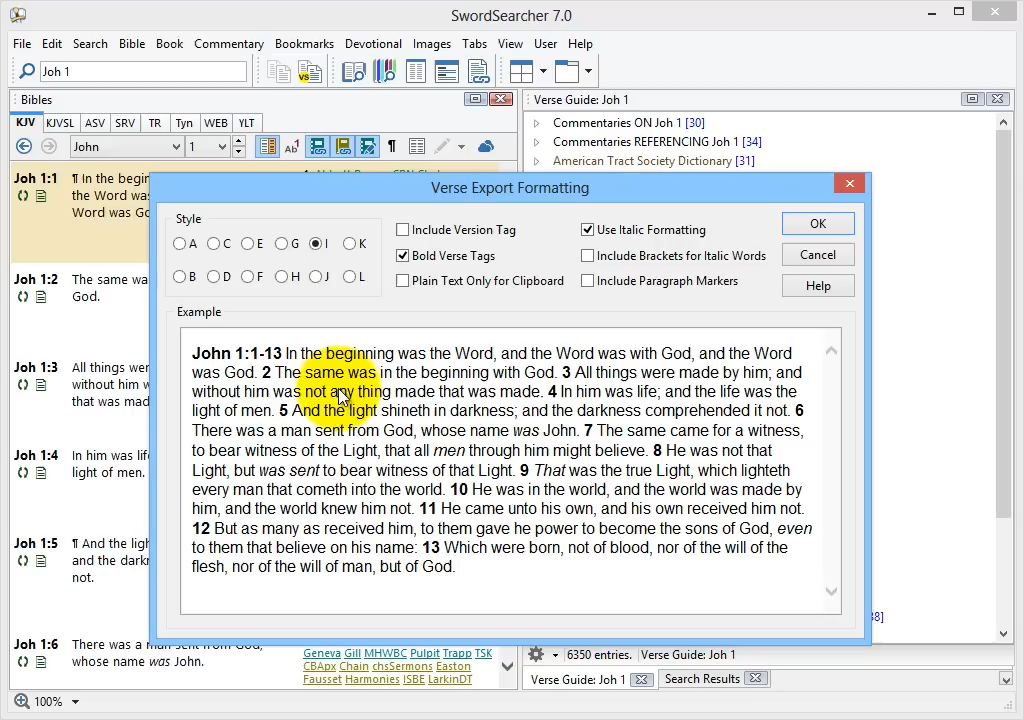 SwordSearcher 7.0
File Edit Search Bible Book Commentary Bookmarks Devotional Images Tabs View User Help
Joh 1
VS
Bibles
Verse Guide: Joh 1
KJV KJVSL ASV SRV TR Tyn WEB YLT
John 1
Commentaries ON Joh 1 [30]
Commentaries REFERENCING Joh 1 [34]
American Tract Society Dictionary [31]
Joh 1:1 ¶ In the begin
the Word was
Word was Go
Joh 1:2 The same wa
God.
Joh 1:3 All things were
without him w
that was mad
Joh 1:4 In him was life
light of men.
Joh 1:5 ¶ And the ligh
and the darkn
not.
Joh 1:6 There was a man sent from God,
whose name was John.
Verse Export Formatting
Style
A C E G I K
B D F H J L
Include Version Tag
Bold Verse Tags
Plain Text Only for Clipboard
Use Italic Formatting
Include Brackets for Italic Words
Include Paragraph Markers
OK
Cancel
Help
Example
John 1:1-13 In the beginning was the Word, and the Word was with God, and the Word
was God. 2 The same was in the beginning with God. 3 All things were made by him; and
without him was not any thing made that was made. 4 In him was life; and the life was the
light of men. 5 And the light shineth in darkness; and the darkness comprehended it not. 6
There was a man sent from God, whose name was John. 7 The same came for a witness,
to bear witness of the Light, that all men through him might believe. 8 He was not that
Light, but was sent to bear witness of that Light. 9 That was the true Light, which lighteth
every man that cometh into the world. 10 He was in the world, and the world was made by
him, and the world knew him not. 11 He came unto his own, and his own received him not.
12 But as many as received him, to them gave he power to become the sons of God, even
to them that believe on his name: 13 Which were born, not of blood, nor of the will of the
flesh, nor of the will of man, but of God.
Geneva Gill MHWBC Pulpit Trapp TSK
CBApx Chain chsSermons Easton
Fausset Harmonies ISBE LarkinDT
6350 entries. Verse Guide: Joh 1
Verse Guide: Joh 1 Search Results
100%